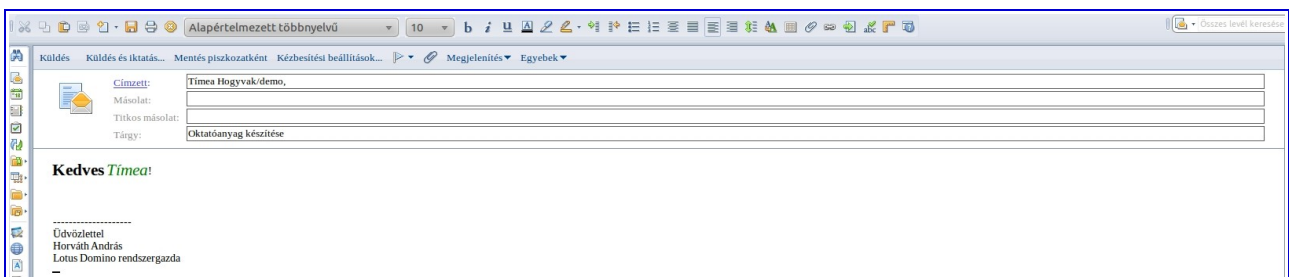 Alapértelmezett többnyelvű 10 b i u Összes levél keresése
Küldés Küldés és iktatás... Mentés piszkozatként Kézbesítési beállítások... Megjelenítés Egyebek
Címzett: Tímea Hogyvak/demo,
Másolat:
Titkos másolat:
Tárgy: Oktatóanyag készítése
Kedves Tímea!
--------------------
Üdvözlettel
Horváth András
Lotus Domino rendszergazda